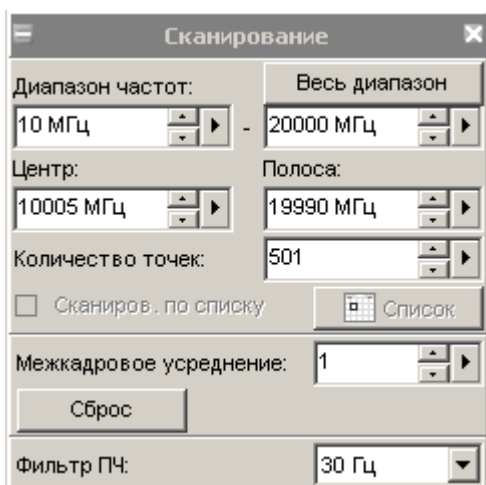 Сканирование
Диапазон частот: Весь диапазон
10 МГц - 20000 МГц
Центр: Полоса:
10005 МГц 19990 МГц
Количество точек: 501
Сканиров. по списку Список
Межкадровое усреднение: 1
Сброс
Фильтр ПЧ: 30 Гц